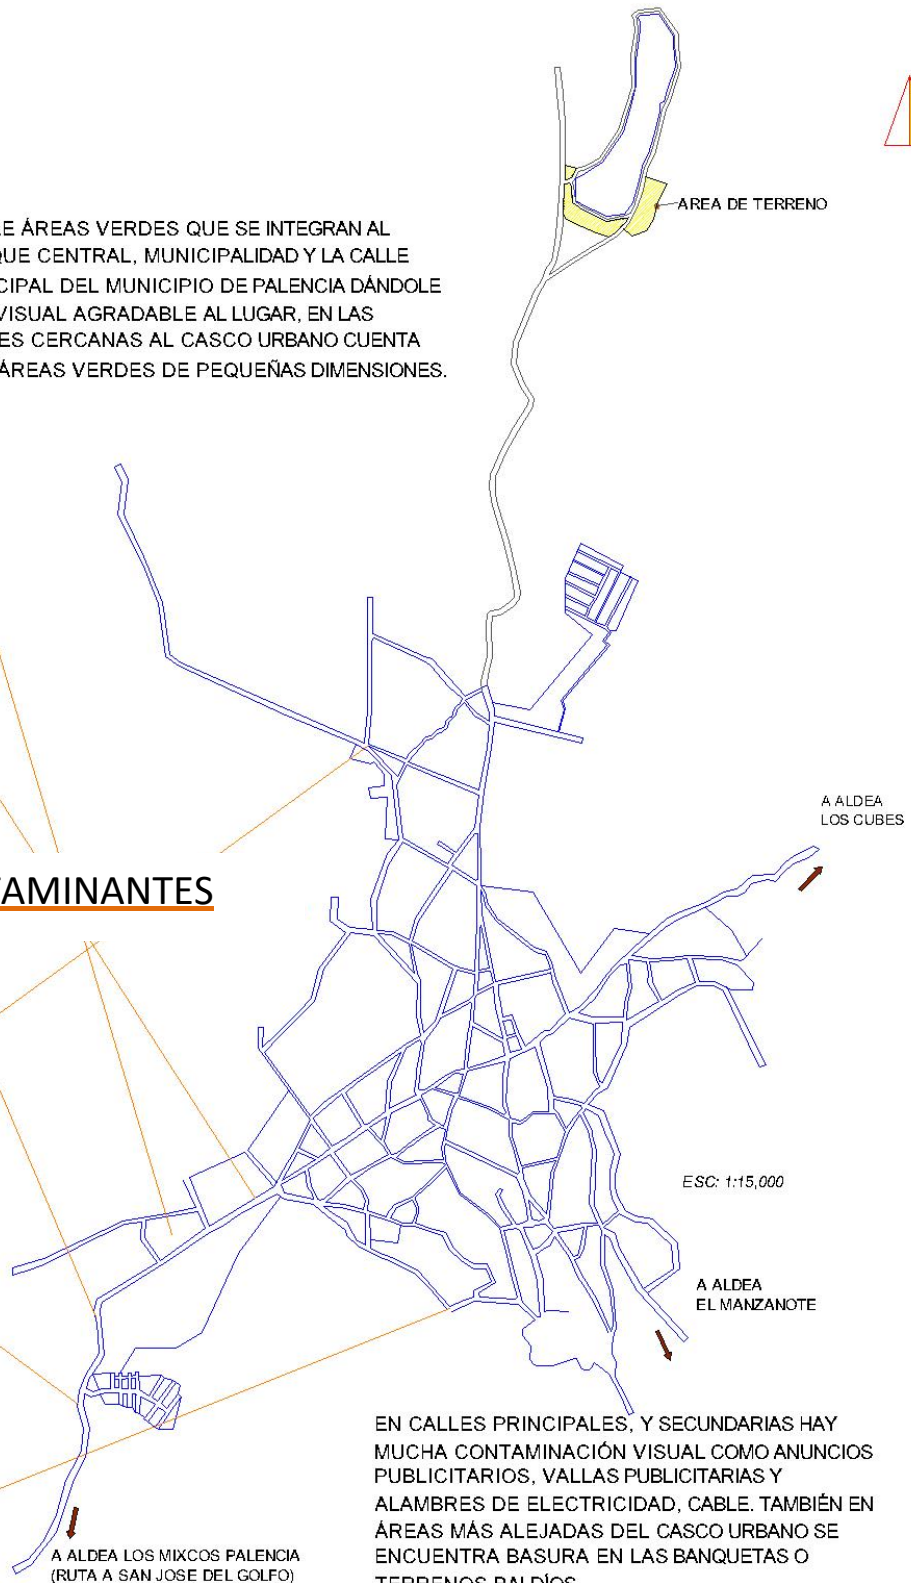 E ÁREAS VERDES QUE SE INTEGRAN AL
QUE CENTRAL, MUNICIPALIDAD Y LA CALLE
CIPAL DEL MUNICIPIO DE PALENCIA DÁNDOLE
VISUAL AGRADABLE AL LUGAR, EN LAS
ES CERCANAS AL CASCO URBANO CUENTA
ÁREAS VERDES DE PEQUEÑAS DIMENSIONES.
AREA DE TERRENO
A ALDEA
LOS CUBES
TAMINANTES
ESC: 1:15,000
A ALDEA
EL MANZANOTE
EN CALLES PRINCIPALES, Y SECUNDARIAS HAY
MUCHA CONTAMINACIÓN VISUAL COMO ANUNCIOS
PUBLICITARIOS, VALLAS PUBLICITARIAS Y
ALAMBRES DE ELECTRICIDAD, CABLE. TAMBIÉN EN
ÁREAS MÁS ALEJADAS DEL CASCO URBANO SE
ENCUENTRA BASURA EN LAS BANQUETAS O
TERRENOS BALDÍOS
A ALDEA LOS MIXCOS PALENCIA
(RUTA A SAN JOSE DEL GOLFO)